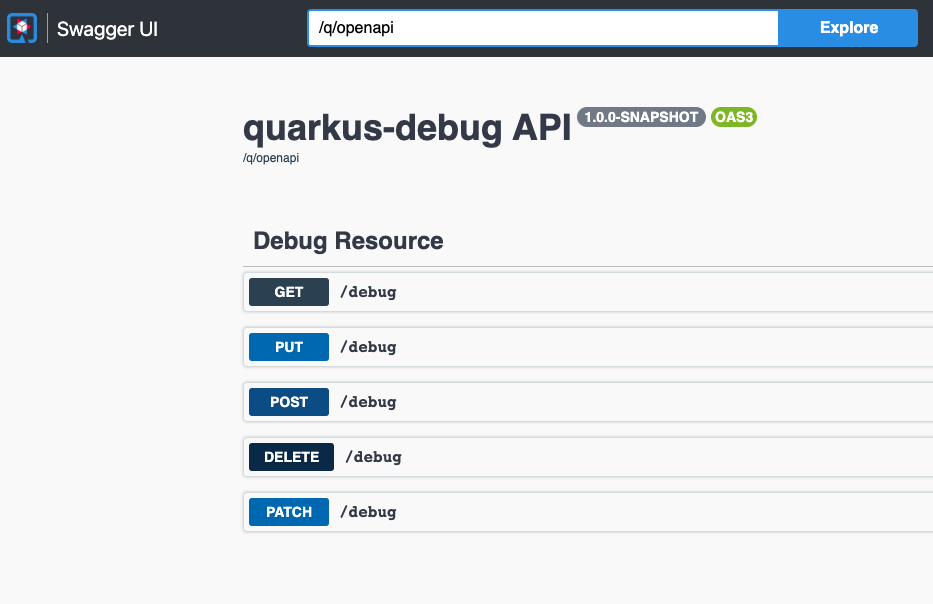 Swagger UI /q/openapi Explore
quarkus-debug API 1.0.0-SNAPSHOT OAS3
/q/openapi
Debug Resource
GET /debug
PUT /debug
POST /debug
DELETE /debug
PATCH /debug